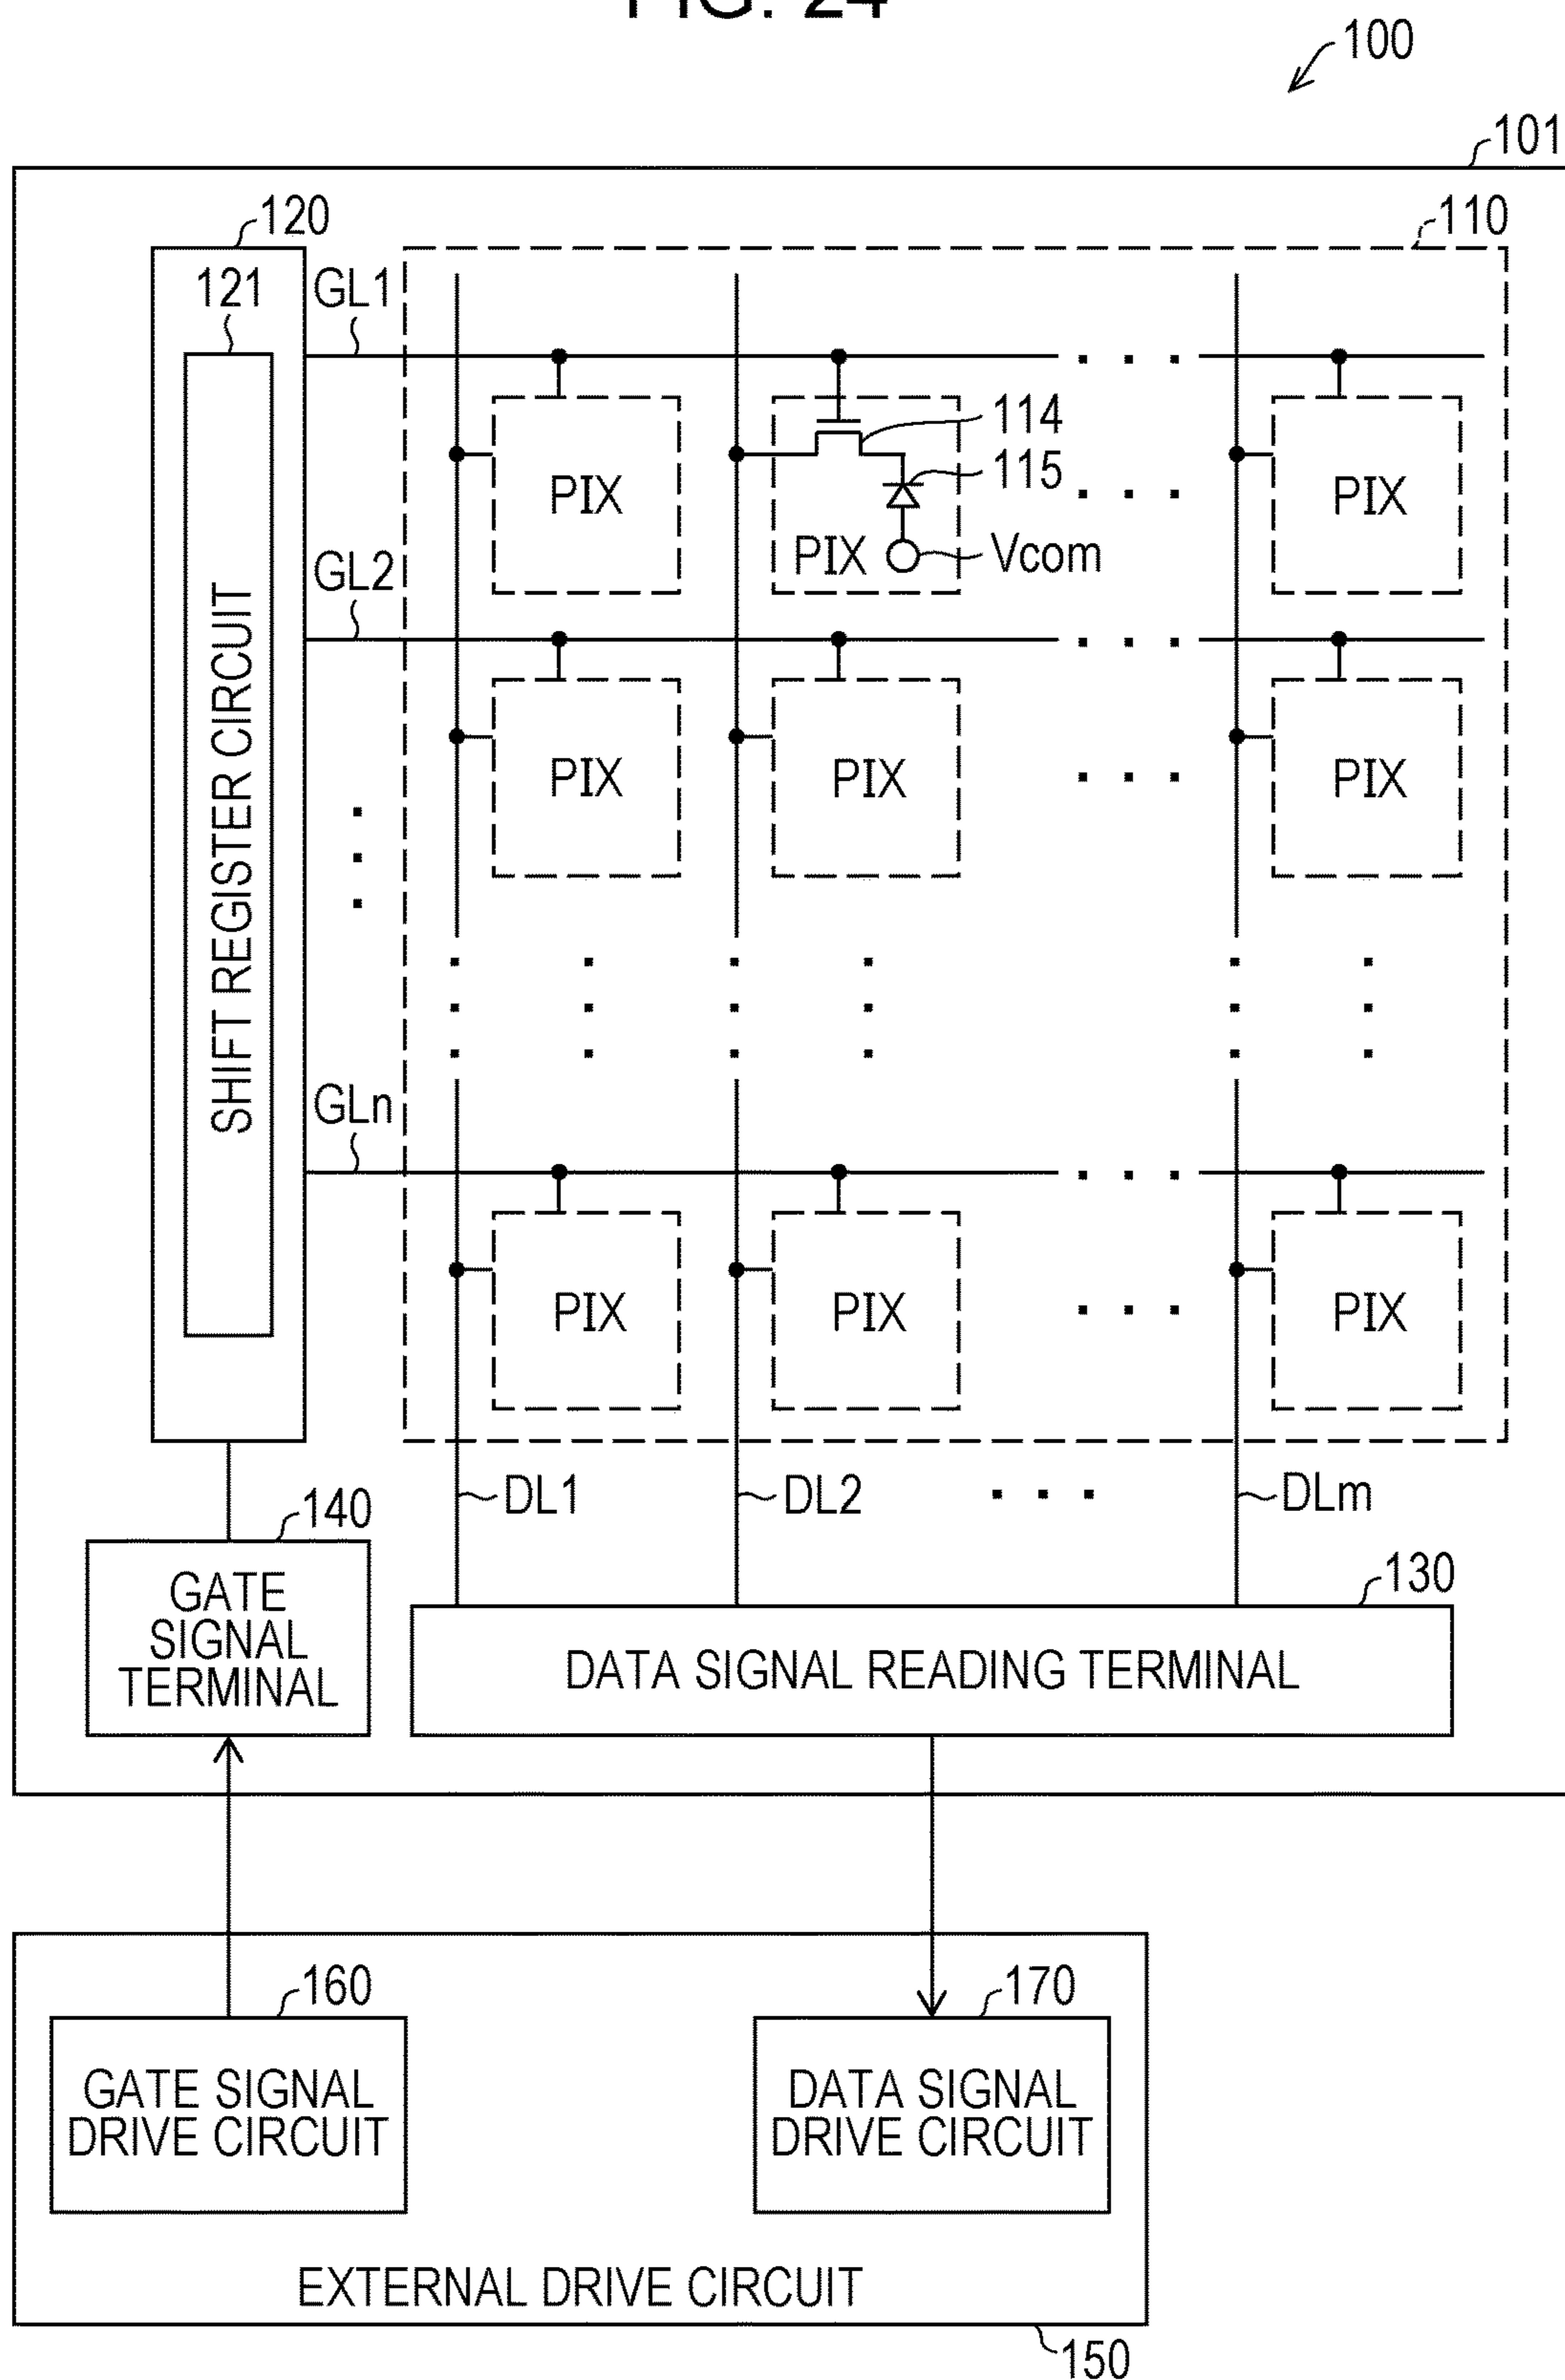 FIG. 24
100
101
120
110
121
GL1
114
115
PIX
PIX
Vcom
PIX
GL2
SHIFT REGISTER CIRCUIT
PIX
PIX
PIX
GLn
PIX
PIX
PIX
DL1
DL2
DLm
140
GATE
SIGNAL
TERMINAL
130
DATA SIGNAL READING TERMINAL
160
170
GATE SIGNAL
DRIVE CIRCUIT
DATA SIGNAL
DRIVE CIRCUIT
EXTERNAL DRIVE CIRCUIT
150